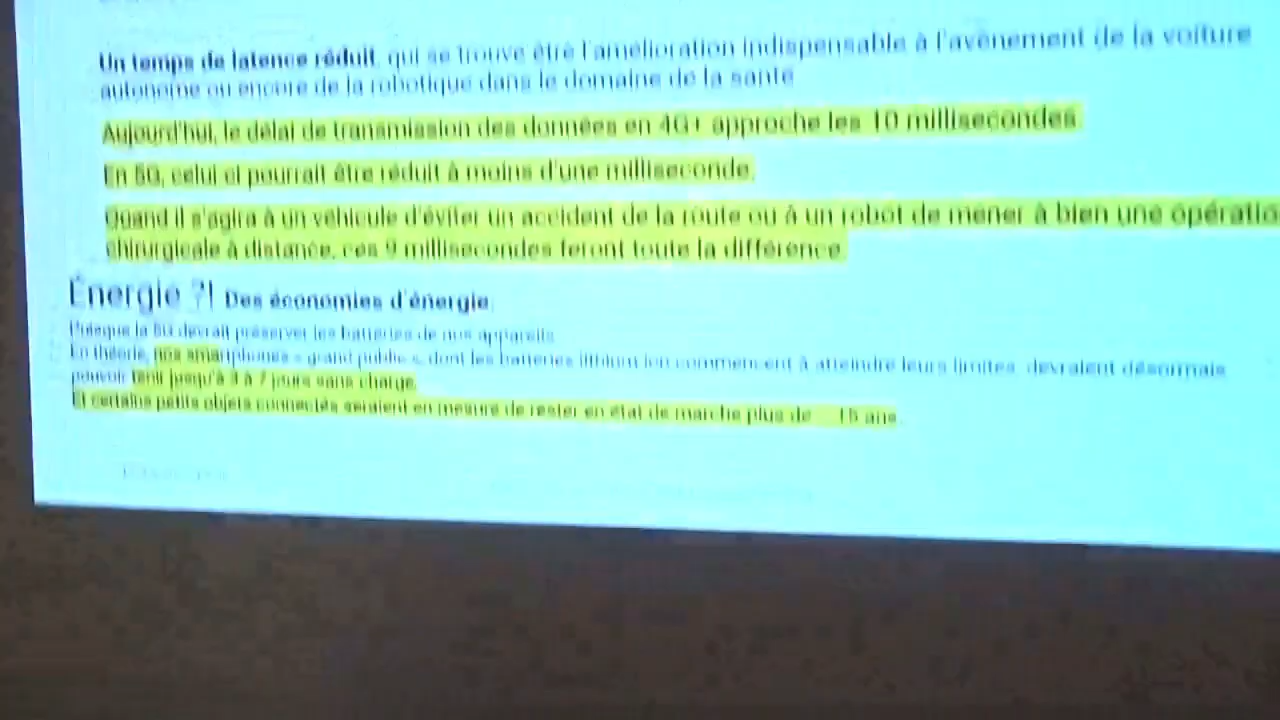 Un temps de latence réduit, qui se trouve être l'amélioration indispensable à l'avènement de la voiture
autonome ou encore de la robotique dans le domaine de la santé
Aujourd'hui, le délai de transmission des données en 4G+ approche les 10 millisecondes.
En 5G, celui ci pourrait être réduit à moins d'une milliseconde.
Quand il s'agira à un véhicule d'éviter un accident de la route ou à un robot de mener à bien une opératio
chirurgicale à distance, ces 9 millisecondes feront toute la différence.
Énergie ?! Des économies d'énergie.
Puisque la 5G devrait préserver les batteries de nos appareils.
En théorie, nos smartphones « grand public », dont les batteries lithium ion commencent à atteindre leurs limites, devraient désormais
pouvoir tenir jusqu'à 3 à 7 jours sans charge.
Et certains petits objets connectés seraient en mesure de rester en état de marche plus de ... 15 ans.